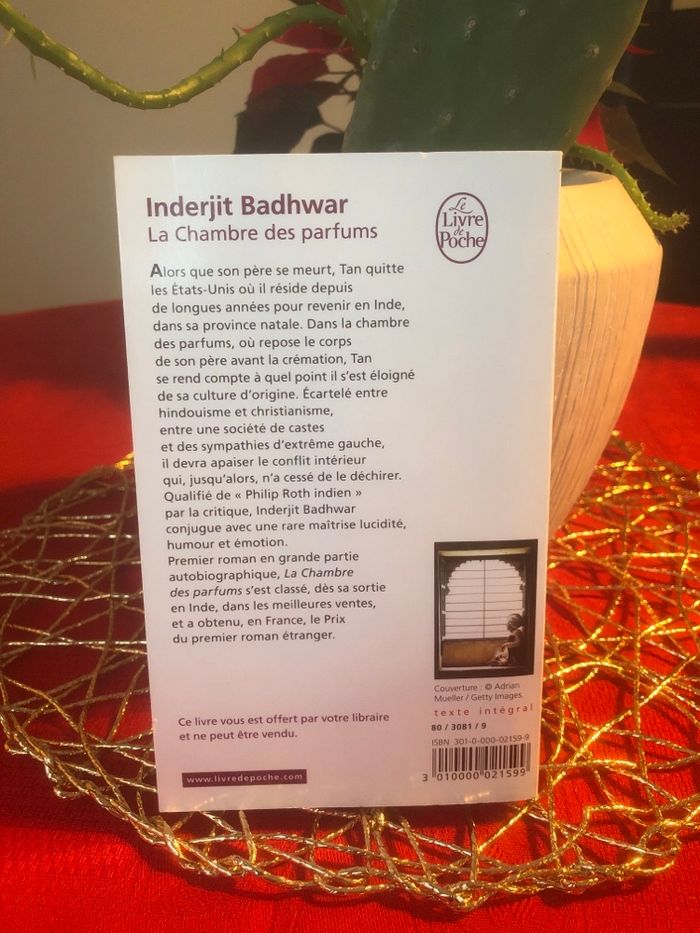 Inderjit Badhwar
La Chambre des parfums
Le
Livre
de
Poche
Alors que son père se meurt, Tan quitte
les États-Unis où il réside depuis
de longues années pour revenir en Inde,
dans sa province natale. Dans la chambre
des parfums, où repose le corps
de son père avant la crémation, Tan
se rend compte à quel point il s'est éloigné
de sa culture d'origine. Écartelé entre
hindouisme et christianisme,
entre une société de castes
et des sympathies d'extrême gauche,
il devra apaiser le conflit intérieur
qui, jusqu'alors, n'a cessé de le déchirer.
Qualifié de « Philip Roth indien »
par la critique, Inderjit Badhwar
conjugue avec une rare maîtrise lucidité,
humour et émotion.
Premier roman en grande partie
autobiographique, La Chambre
des parfums s'est classé, dès sa sortie
en Inde, dans les meilleures ventes,
et a obtenu, en France, le Prix
du premier roman étranger.
Couverture : © Adrian
Mueller / Getty Images.
texte intégral
80 / 3081 / 9
ISBN 301-0-000-02159-9
3 010000 021599
Ce livre vous est offert par votre libraire
et ne peut être vendu.
www.livredepoche.com